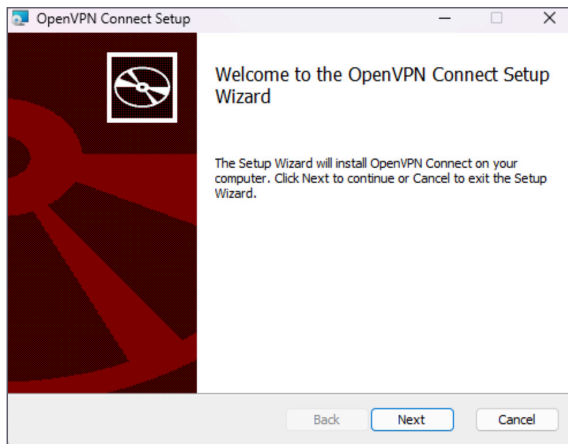 OpenVPN Connect Setup
Welcome to the OpenVPN Connect Setup
Wizard
The Setup Wizard will install OpenVPN Connect on your
computer. Click Next to continue or Cancel to exit the Setup
Wizard.
Back
Next
Cancel